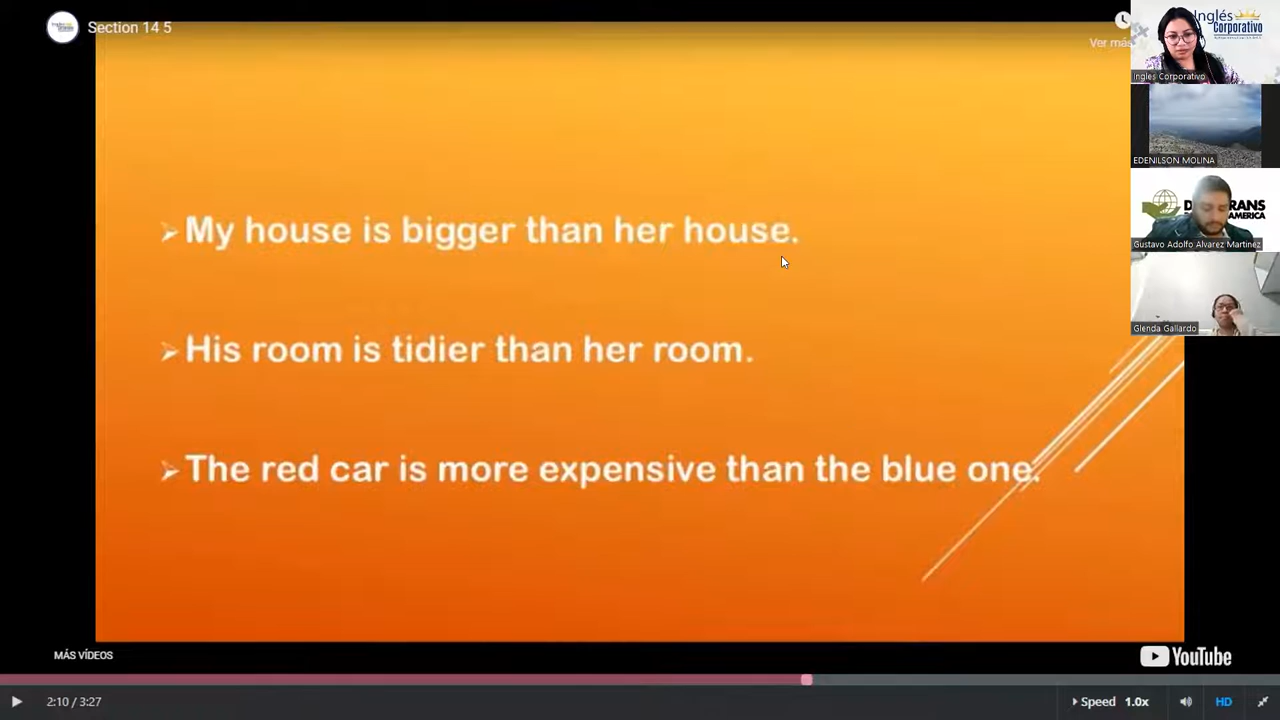 Section 14 5
Ver más
Inglés
Corporativo
Ingles Corporativo
EDENILSON MOLINA
Gustavo Adolfo Alvarez Martinez
Glenda Gallardo
My house is bigger than her house.
His room is tidier than her room.
The red car is more expensive than the blue one.
MÁS VÍDEOS
YouTube
2:10 / 3:27
Speed 1.0x
HD